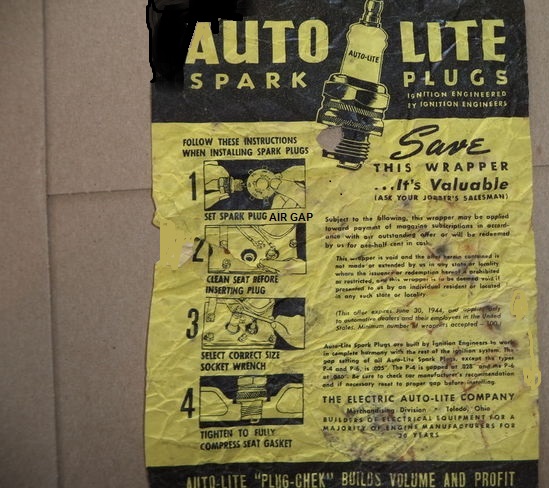 AUTO LITE
SPARK PLUGS
AUTO-LITE
IGNITION ENGINEERED
BY IGNITION ENGINEERS
FOLLOW THESE INSTRUCTIONS
WHEN INSTALLING SPARK PLUGS
1
SET SPARK PLUG AIR GAP
2
CLEAN SEAT BEFORE
INSERTING PLUG
3
SELECT CORRECT SIZE
SOCKET WRENCH
4
TIGHTEN TO FULLY
COMPRESS SEAT GASKET
Save
THIS WRAPPER
...It's Valuable
(ASK YOUR JOBBER'S SALESMAN)
Subject to the following, this wrapper may be applied
toward payment of magazine subscriptions in accord-
ance with air outstanding offer or will be redeemed
by us for one-half cent in cash.
This wrapper is void and the offer herein contained is
not made or extended by us in any state or locality
where the issuance or redemption hereof is prohibited
or restricted, and this wrapper is to be deemed void if
presented to us by an individual resident or located
in any such state or locality.
(This offer expires June 30, 1944, and applies only
to automotive dealers and their employees in the United
States. Minimum number of wrappers accepted - 100.)
Auto-Lite Spark Plugs are built by Ignition Engineers to work
in complete harmony with the rest of the ignition system. The
gap setting of all Auto-Lite Spark Plugs, except the types
P-4 and P-6, is .025". The P-4 is gapped at .028" and the P-6
at .040". Be sure to check car manufacturer's recommendation
and if necessary reset to proper gap before installing.
THE ELECTRIC AUTO-LITE COMPANY
Merchandising Division • Toledo, Ohio
BUILDERS OF ELECTRICAL EQUIPMENT FOR A
MAJORITY OF ENGINE MANUFACTURERS FOR
30 YEARS
AUTO-LITE "PLUG-CHEK" BUILDS VOLUME AND PROFIT